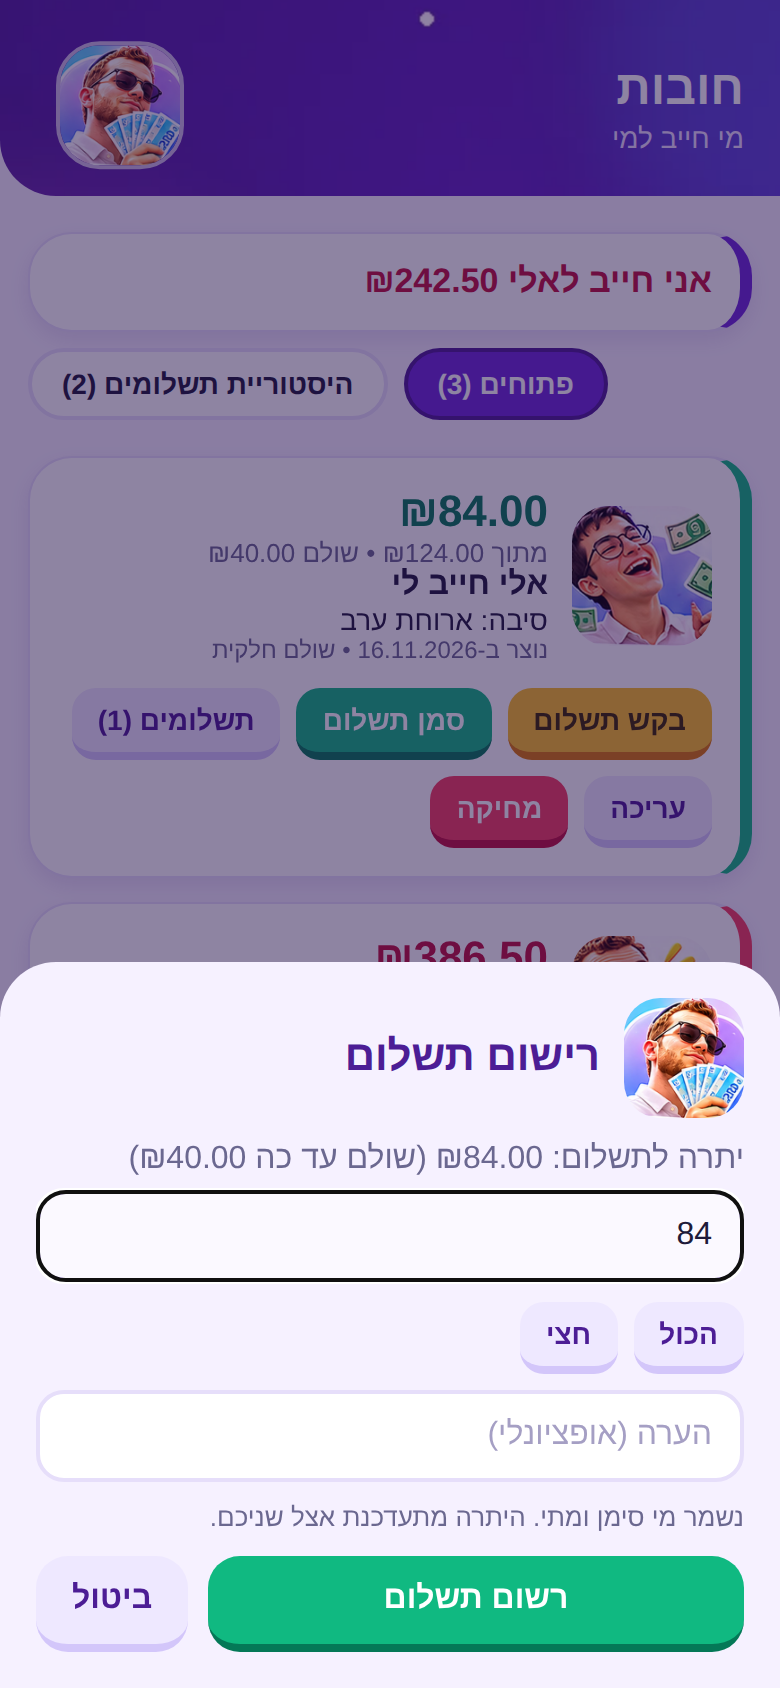 חובות
מי חייב למי
אני חייב לאלי ₪242.50
פתוחים (3)
היסטוריית תשלומים (2)
₪84.00
מתוך ₪124.00 • שולם ₪40.00
אלי חייב לי
סיבה: ארוחת ערב
נוצר ב-16.11.2026 • שולם חלקית
בקש תשלום
סמן תשלום
תשלומים (1)
עריכה
מחיקה
₪386.50
רישום תשלום
יתרה לתשלום: ₪84.00 (שולם עד כה ₪40.00)
84
הכול
חצי
הערה (אופציונלי)
נשמר מי סימן ומתי. היתרה מתעדכנת אצל שניכם.
רשום תשלום
ביטול